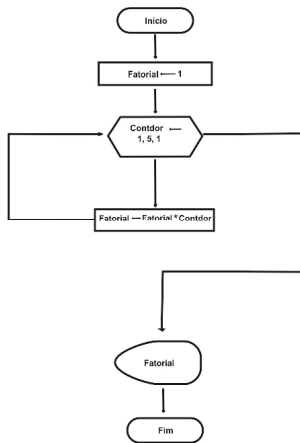 Início
Fatorial ← 1
Contdor ←
1, 5, 1
Fatorial ← Fatorial * Contdor
Fatorial
Fim